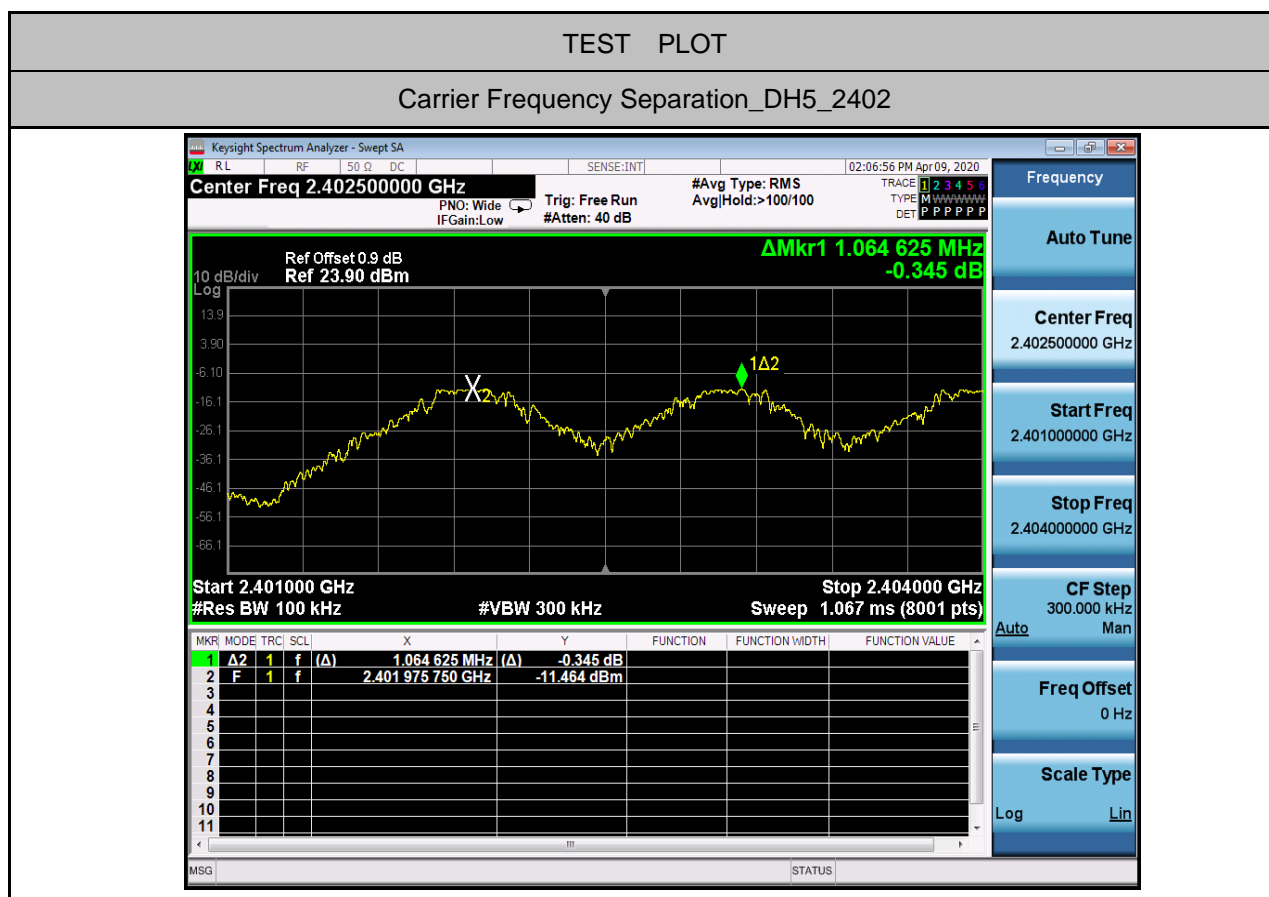 TEST PLOT
Carrier Frequency Separation_DH5_2402
Keysight Spectrum Analyzer - Swept SA
LXI RL RF 50 Ω DC SENSE:INT 02:06:56 PM Apr 09, 2020
Center Freq 2.402500000 GHz
PNO: Wide
IFGain:Low
Trig: Free Run
#Atten: 40 dB
#Avg Type: RMS
Avg|Hold:>100/100
TRACE 1 2 3 4 5 6
TYPE M W W W W W
DET P P P P P P
ΔMkr1 1.064 625 MHz
-0.345 dB
Ref Offset 0.9 dB
10 dB/div Ref 23.90 dBm
Log
13.9
3.90
-6.10
-16.1
-26.1
-36.1
-46.1
-56.1
-66.1
1Δ2
X2
Start 2.401000 GHz Stop 2.404000 GHz
#Res BW 100 kHz #VBW 300 kHz Sweep 1.067 ms (8001 pts)
MKR MODE TRC SCL X Y FUNCTION FUNCTION WIDTH FUNCTION VALUE
1 Δ2 1 f (Δ) 1.064 625 MHz (Δ) -0.345 dB
2 F 1 f 2.401 975 750 GHz -11.464 dBm
3
4
5
6
7
8
9
10
11
MSG STATUS
Frequency
Auto Tune
Center Freq
2.402500000 GHz
Start Freq
2.401000000 GHz
Stop Freq
2.404000000 GHz
CF Step
300.000 kHz
Auto Man
Freq Offset
0 Hz
Scale Type
Log Lin